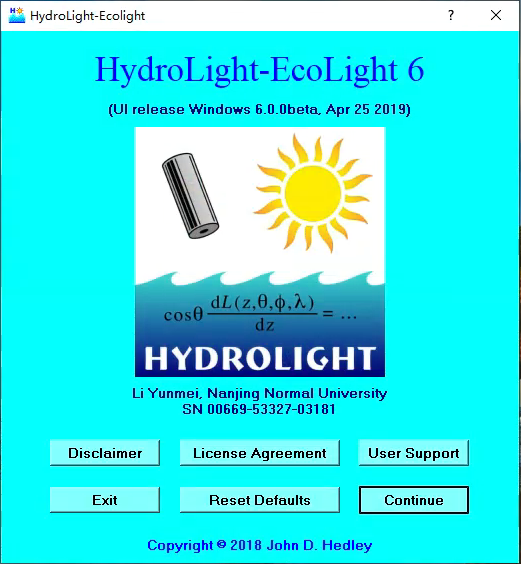 HydroLight-Ecolight
?
HydroLight-EcoLight 6
(UI release Windows 6.0.0beta, Apr 25 2019)
cosθ dL(z,θ,ϕ,λ)/dz = ...
HYDROLIGHT
Li Yunmei, Nanjing Normal University
SN 00669-53327-03181
Disclaimer
License Agreement
User Support
Exit
Reset Defaults
Continue
Copyright © 2018 John D. Hedley